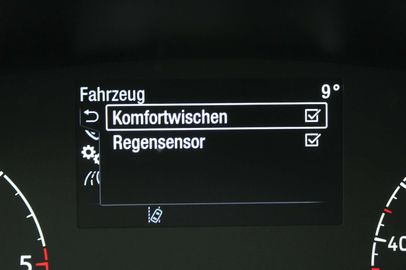 Fahrzeug 9°
Komfortwischen
Regensensor
5
40